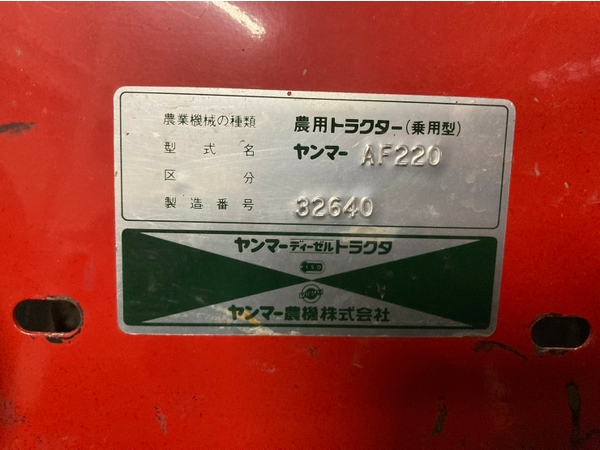 農業機械の種類 農用トラクター(乗用型)
型式名 ヤンマー AF220
区分
製造番号 32640
ヤンマーディーゼルトラクタ
ヤンマー農機株式会社